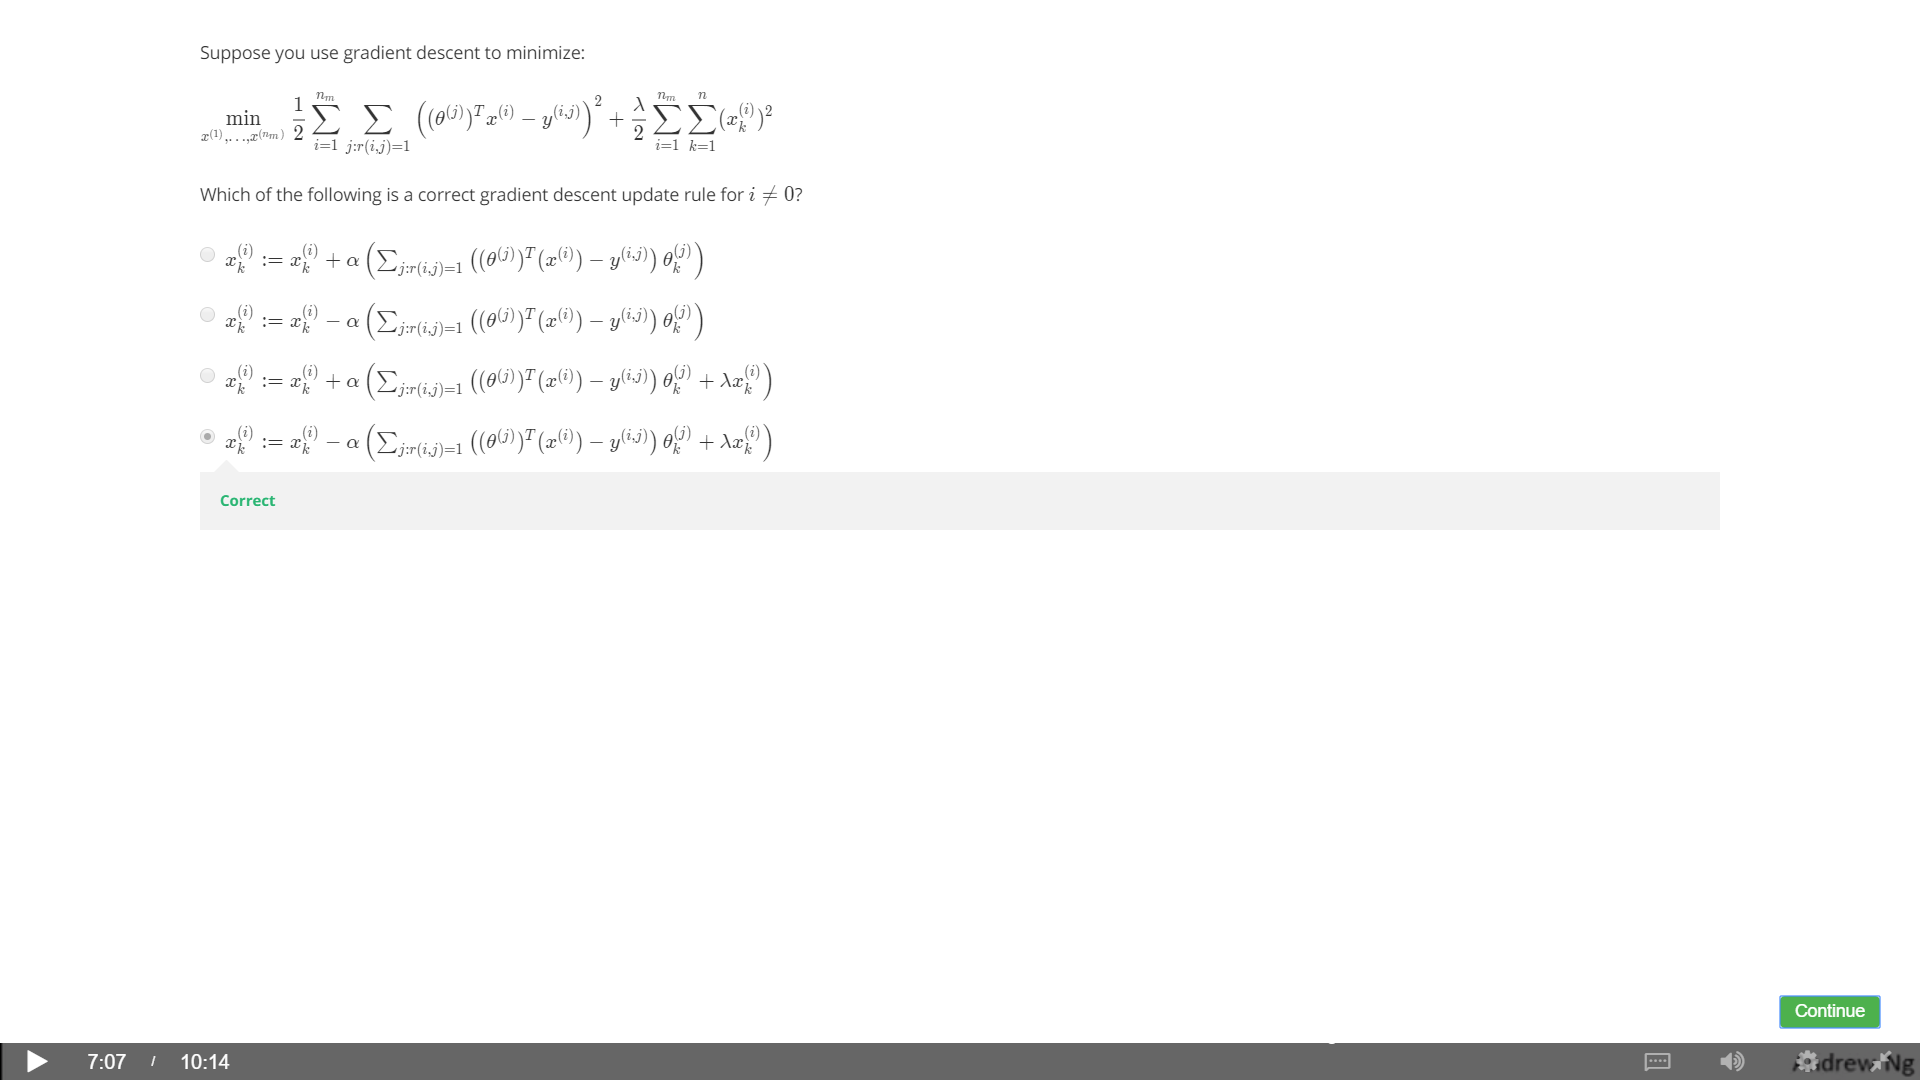 Suppose you use gradient descent to minimize:
$$\min_{x^{(1)},\ldots,x^{(n_m)}} \frac{1}{2} \sum_{i=1}^{n_m} \sum_{j:r(i,j)=1} \left((\theta^{(j)})^T x^{(i)} - y^{(i,j)}\right)^2 + \frac{\lambda}{2} \sum_{i=1}^{n_m} \sum_{k=1}^{n} (x_k^{(i)})^2$$
Which of the following is a correct gradient descent update rule for $i \neq 0$?
$x_k^{(i)} := x_k^{(i)} + \alpha \left(\sum_{j:r(i,j)=1} \left((\theta^{(j)})^T (x^{(i)}) - y^{(i,j)}\right) \theta_k^{(j)}\right)$
$x_k^{(i)} := x_k^{(i)} - \alpha \left(\sum_{j:r(i,j)=1} \left((\theta^{(j)})^T (x^{(i)}) - y^{(i,j)}\right) \theta_k^{(j)}\right)$
$x_k^{(i)} := x_k^{(i)} + \alpha \left(\sum_{j:r(i,j)=1} \left((\theta^{(j)})^T (x^{(i)}) - y^{(i,j)}\right) \theta_k^{(j)} + \lambda x_k^{(i)}\right)$
$x_k^{(i)} := x_k^{(i)} - \alpha \left(\sum_{j:r(i,j)=1} \left((\theta^{(j)})^T (x^{(i)}) - y^{(i,j)}\right) \theta_k^{(j)} + \lambda x_k^{(i)}\right)$
Correct
Continue
7:07 / 10:14
Andrew Ng